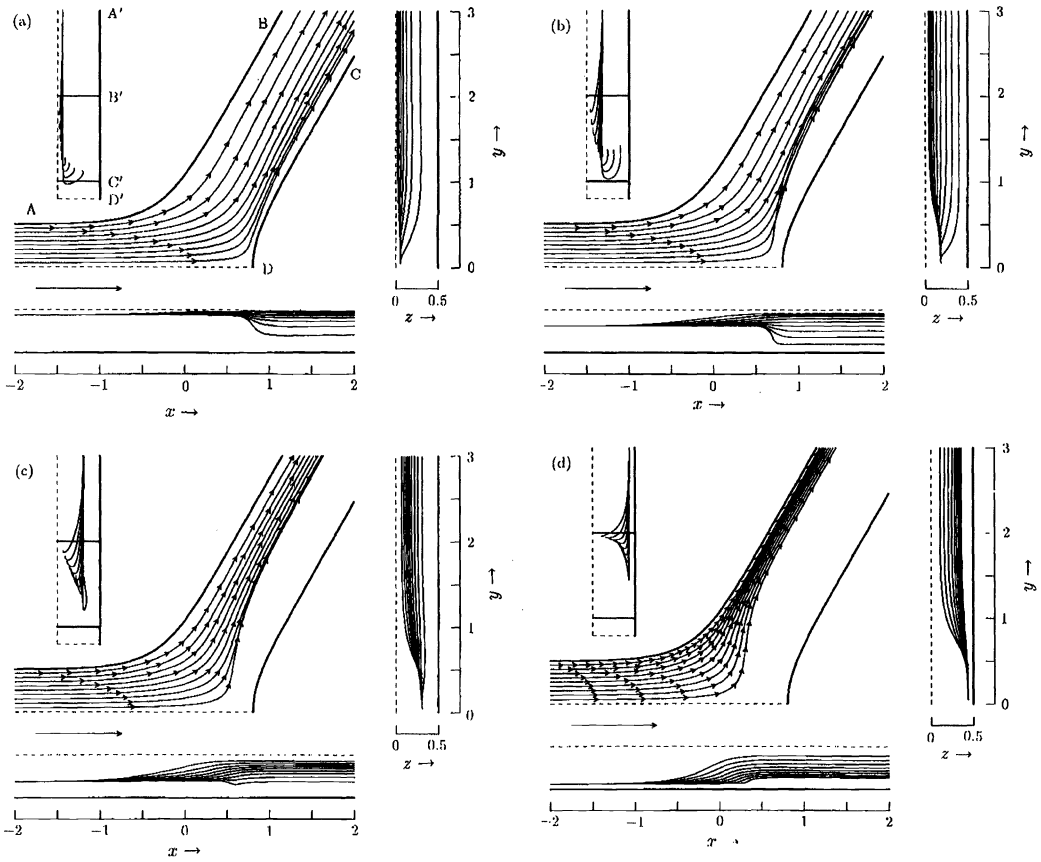 (a)
A′
B
B′
C
C′
D′
A
D
3
2
1
0
y →
0 0.5
z →
−2 −1 0 1 2
x →
(b)
3
2
1
0
y →
0 0.5
z →
−2 −1 0 1 2
x →
(c)
3
2
1
0
y →
0 0.5
z →
−2 −1 0 1 2
x →
(d)
3
2
1
0
y →
0 0.5
z →
−2 −1 0 1 2
x →